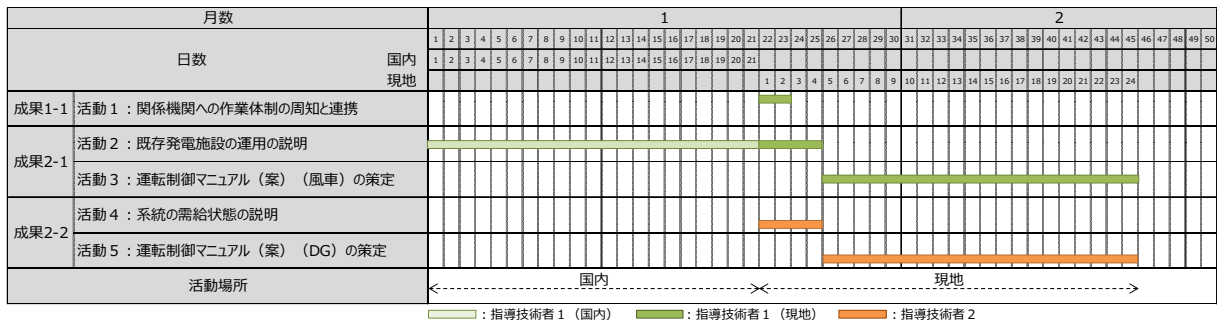 月数 1 2
1 2 3 4 5 6 7 8 9 10 11 12 13 14 15 16 17 18 19 20 21 22 23 24 25 26 27 28 29 30 31 32 33 34 35 36 37 38 39 40 41 42 43 44 45 46 47 48 49 50
日数 国内 1 2 3 4 5 6 7 8 9 10 11 12 13 14 15 16 17 18 19 20 21
現地 1 2 3 4 5 6 7 8 9 10 11 12 13 14 15 16 17 18 19 20 21 22 23 24
成果1-1 活動1：関係機関への作業体制の周知と連携
成果2-1 活動2：既存発電施設の運用の説明
活動3：運転制御マニュアル（案）（風車）の策定
成果2-2 活動4：系統の需給状態の説明
活動5：運転制御マニュアル（案）（DG）の策定
活動場所 国内 現地
：指導技術者1（国内） ：指導技術者1（現地） ：指導技術者2